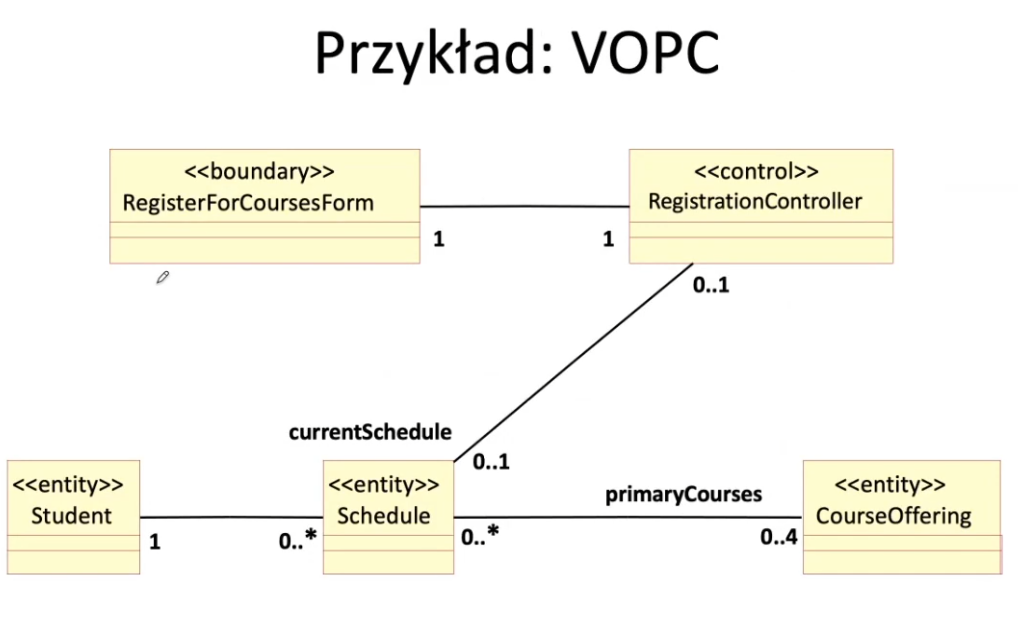 Przykład: VOPC
<<boundary>>
RegisterForCoursesForm
<<control>>
RegistrationController
1
1
0..1
currentSchedule
0..1
<<entity>>
Student
<<entity>>
Schedule
primaryCourses
<<entity>>
CourseOffering
1
0..*
0..*
0..4